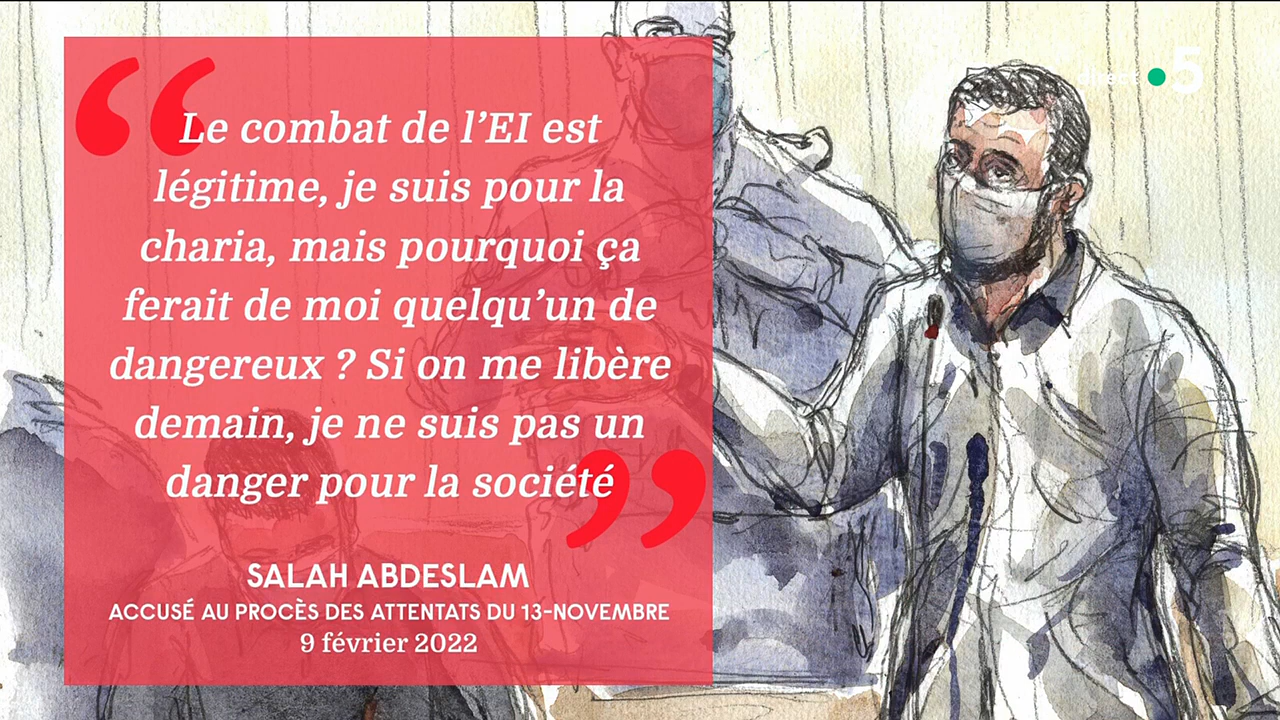 direct 5
“Le combat de l’EI est
légitime, je suis pour la
charia, mais pourquoi ça
ferait de moi quelqu’un de
dangereux ? Si on me libère
demain, je ne suis pas un
danger pour la société”
SALAH ABDESLAM
ACCUSÉ AU PROCÈS DES ATTENTATS DU 13-NOVEMBRE
9 février 2022